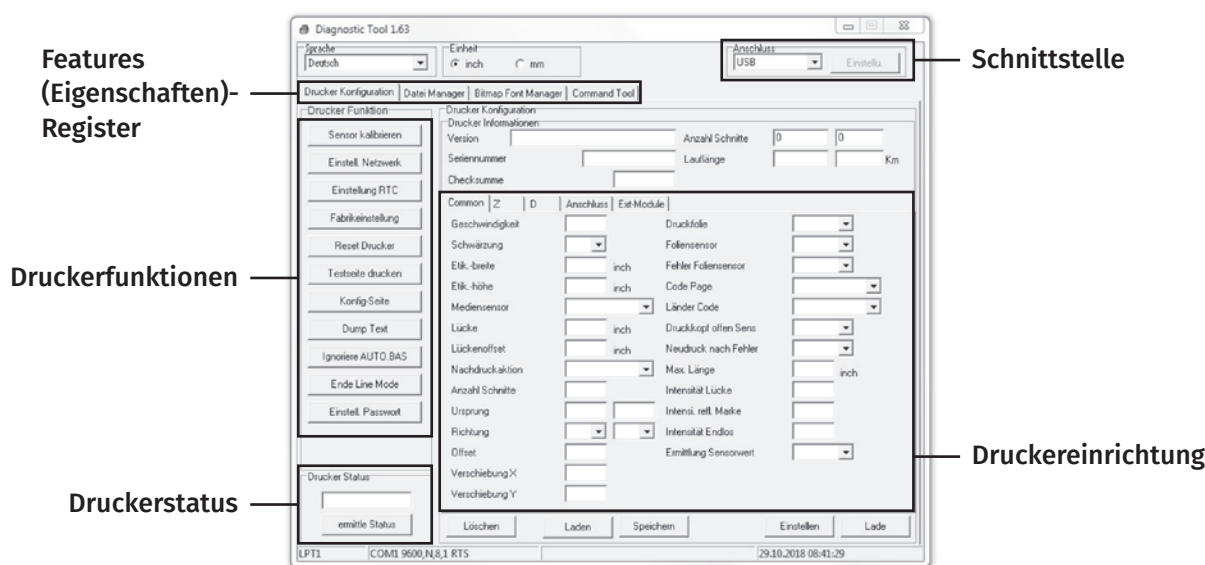 Diagnostic Tool 1.63
Sprache
Deutsch
Einheit
inch
mm
Anschluss
USB
Einstellu.
Features
(Eigenschaften)-
Register
Schnittstelle
Drucker Konfiguration
Datei Manager
Bitmap Font Manager
Command Tool
Drucker Funktion
Sensor kalibrieren
Einstell. Netzwerk
Einstellung RTC
Fabrikeinstellung
Reset Drucker
Testseite drucken
Konfig-Seite
Dump Text
Ignoriere AUTO.BAS
Ende Line Mode
Einstell. Passwort
Druckerfunktionen
Drucker Konfiguration
Drucker Informationen
Version
Anzahl Schnitte 0 0
Seriennummer
Lauflänge Km
Checksumme
Common Z D Anschluss Ext-Module
Geschwindigkeit Druckfolie
Schwärzung Foliensensor
Etik.-breite inch Fehler Foliensensor
Etik.-höhe inch Code Page
Mediensensor Länder Code
Lücke inch Druckkopf offen Sens
Lückenoffset inch Neudruck nach Fehler
Nachdruckaktion Max. Länge inch
Anzahl Schnitte Intensität Lücke
Ursprung Intensi. refl. Marke
Richtung Intensität Endlos
Offset Ermittlung Sensorwert
Verschiebung X
Verschiebung Y
Druckereinrichtung
Drucker Status
ermittle Status
Druckerstatus
Löschen Laden Speichern Einstellen Lade
LPT1 COM1 9600,N,8,1 RTS 29.10.2018 08:41:29